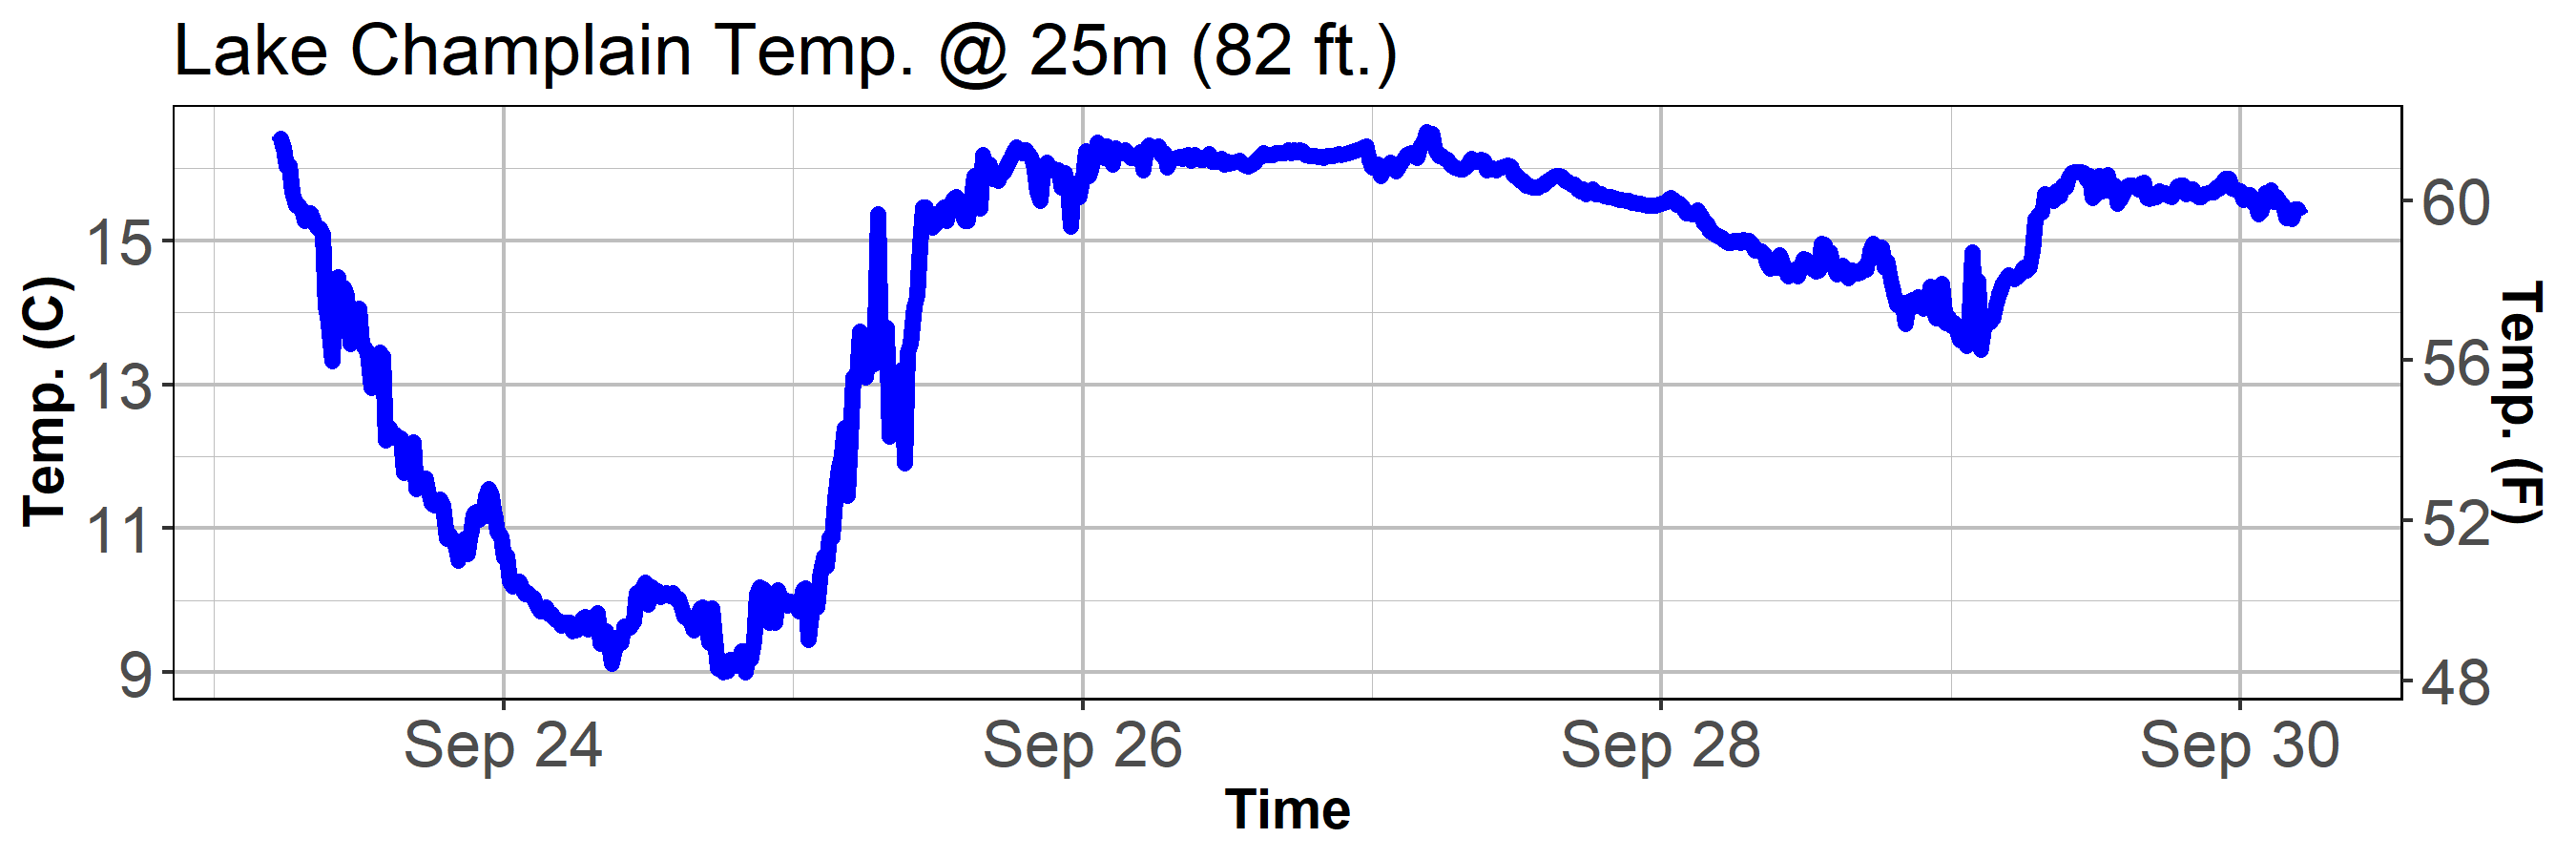 Lake Champlain Temp. @ 25m (82 ft.)
Temp. (C)
15
13
11
9
60
56
52
48
Temp. (F)
Sep 24 Sep 26 Sep 28 Sep 30
Time